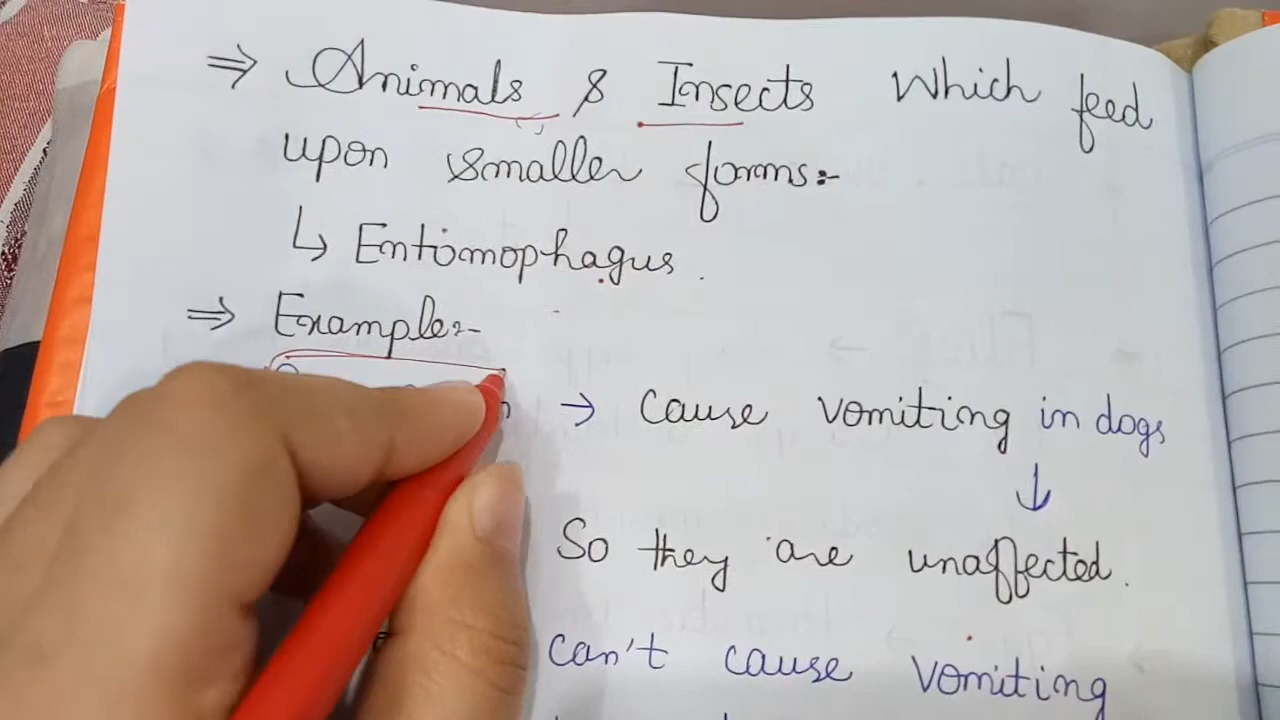 ⇒ Animals & Insects Which feed
upon smaller forms:-
↳ Entomophagus.
⇒ Example:-
→ Cause vomiting in dogs
↓
So they are unaffected.
can't cause vomiting